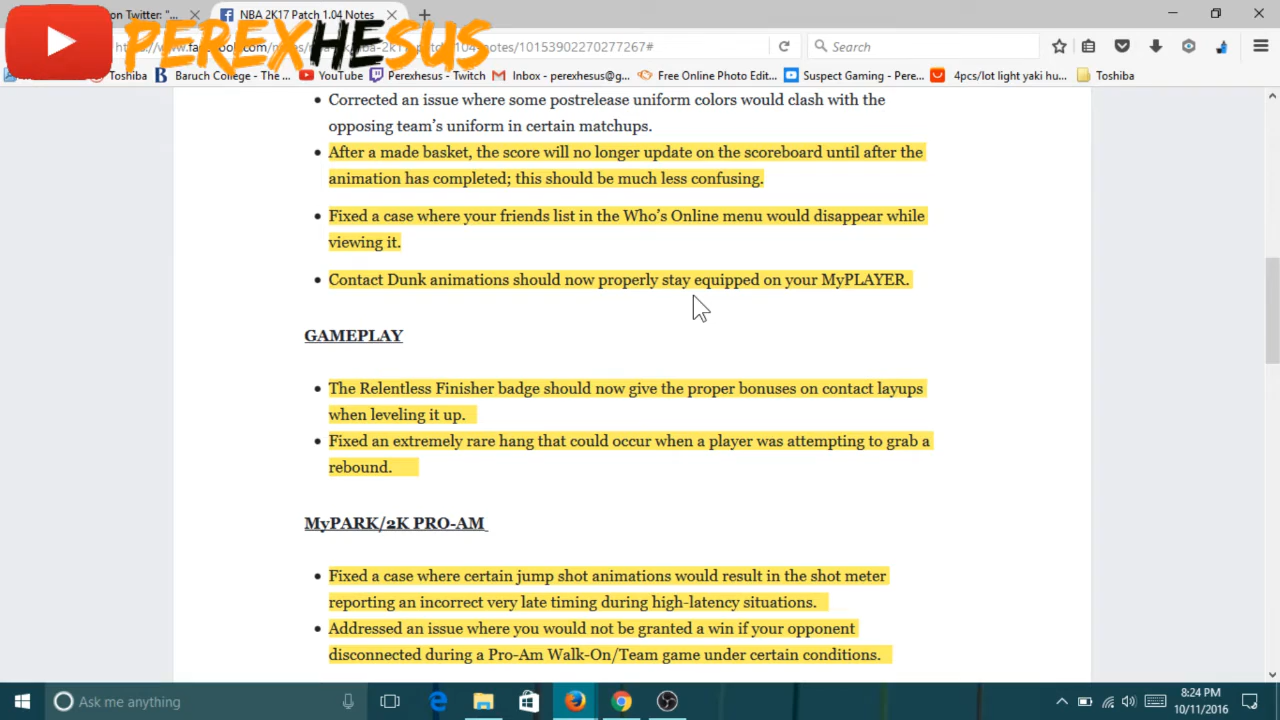 on Twitter: "
NBA 2K17 Patch 1.04 Notes
PEREXHESUS
Search
Toshiba
Baruch College - The ...
YouTube
Perexhesus - Twitch
Inbox - perexhesus@g...
Free Online Photo Edit...
Suspect Gaming - Pere...
4pcs/lot light yaki hu...
Toshiba
• Corrected an issue where some postrelease uniform colors would clash with the
opposing team’s uniform in certain matchups.
• After a made basket, the score will no longer update on the scoreboard until after the
animation has completed; this should be much less confusing.
• Fixed a case where your friends list in the Who’s Online menu would disappear while
viewing it.
• Contact Dunk animations should now properly stay equipped on your MyPLAYER.
GAMEPLAY
• The Relentless Finisher badge should now give the proper bonuses on contact layups
when leveling it up.
• Fixed an extremely rare hang that could occur when a player was attempting to grab a
rebound.
MyPARK/2K PRO-AM
• Fixed a case where certain jump shot animations would result in the shot meter
reporting an incorrect very late timing during high-latency situations.
• Addressed an issue where you would not be granted a win if your opponent
disconnected during a Pro-Am Walk-On/Team game under certain conditions.
Ask me anything
8:24 PM
10/11/2016